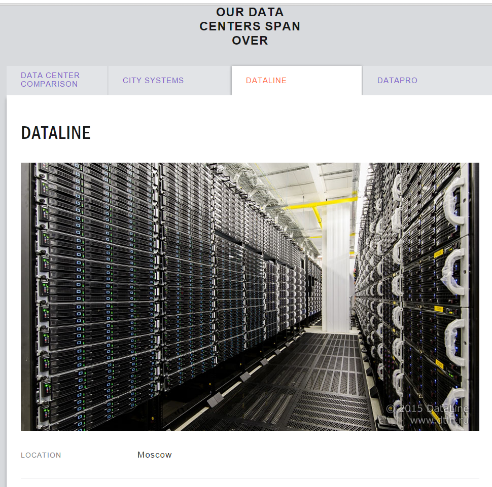 OUR DATA
CENTERS SPAN
OVER
DATA CENTER
COMPARISON
CITY SYSTEMS
DATALINE
DATAPRO
DATALINE
© 2015 DataLine
LOCATION
Moscow